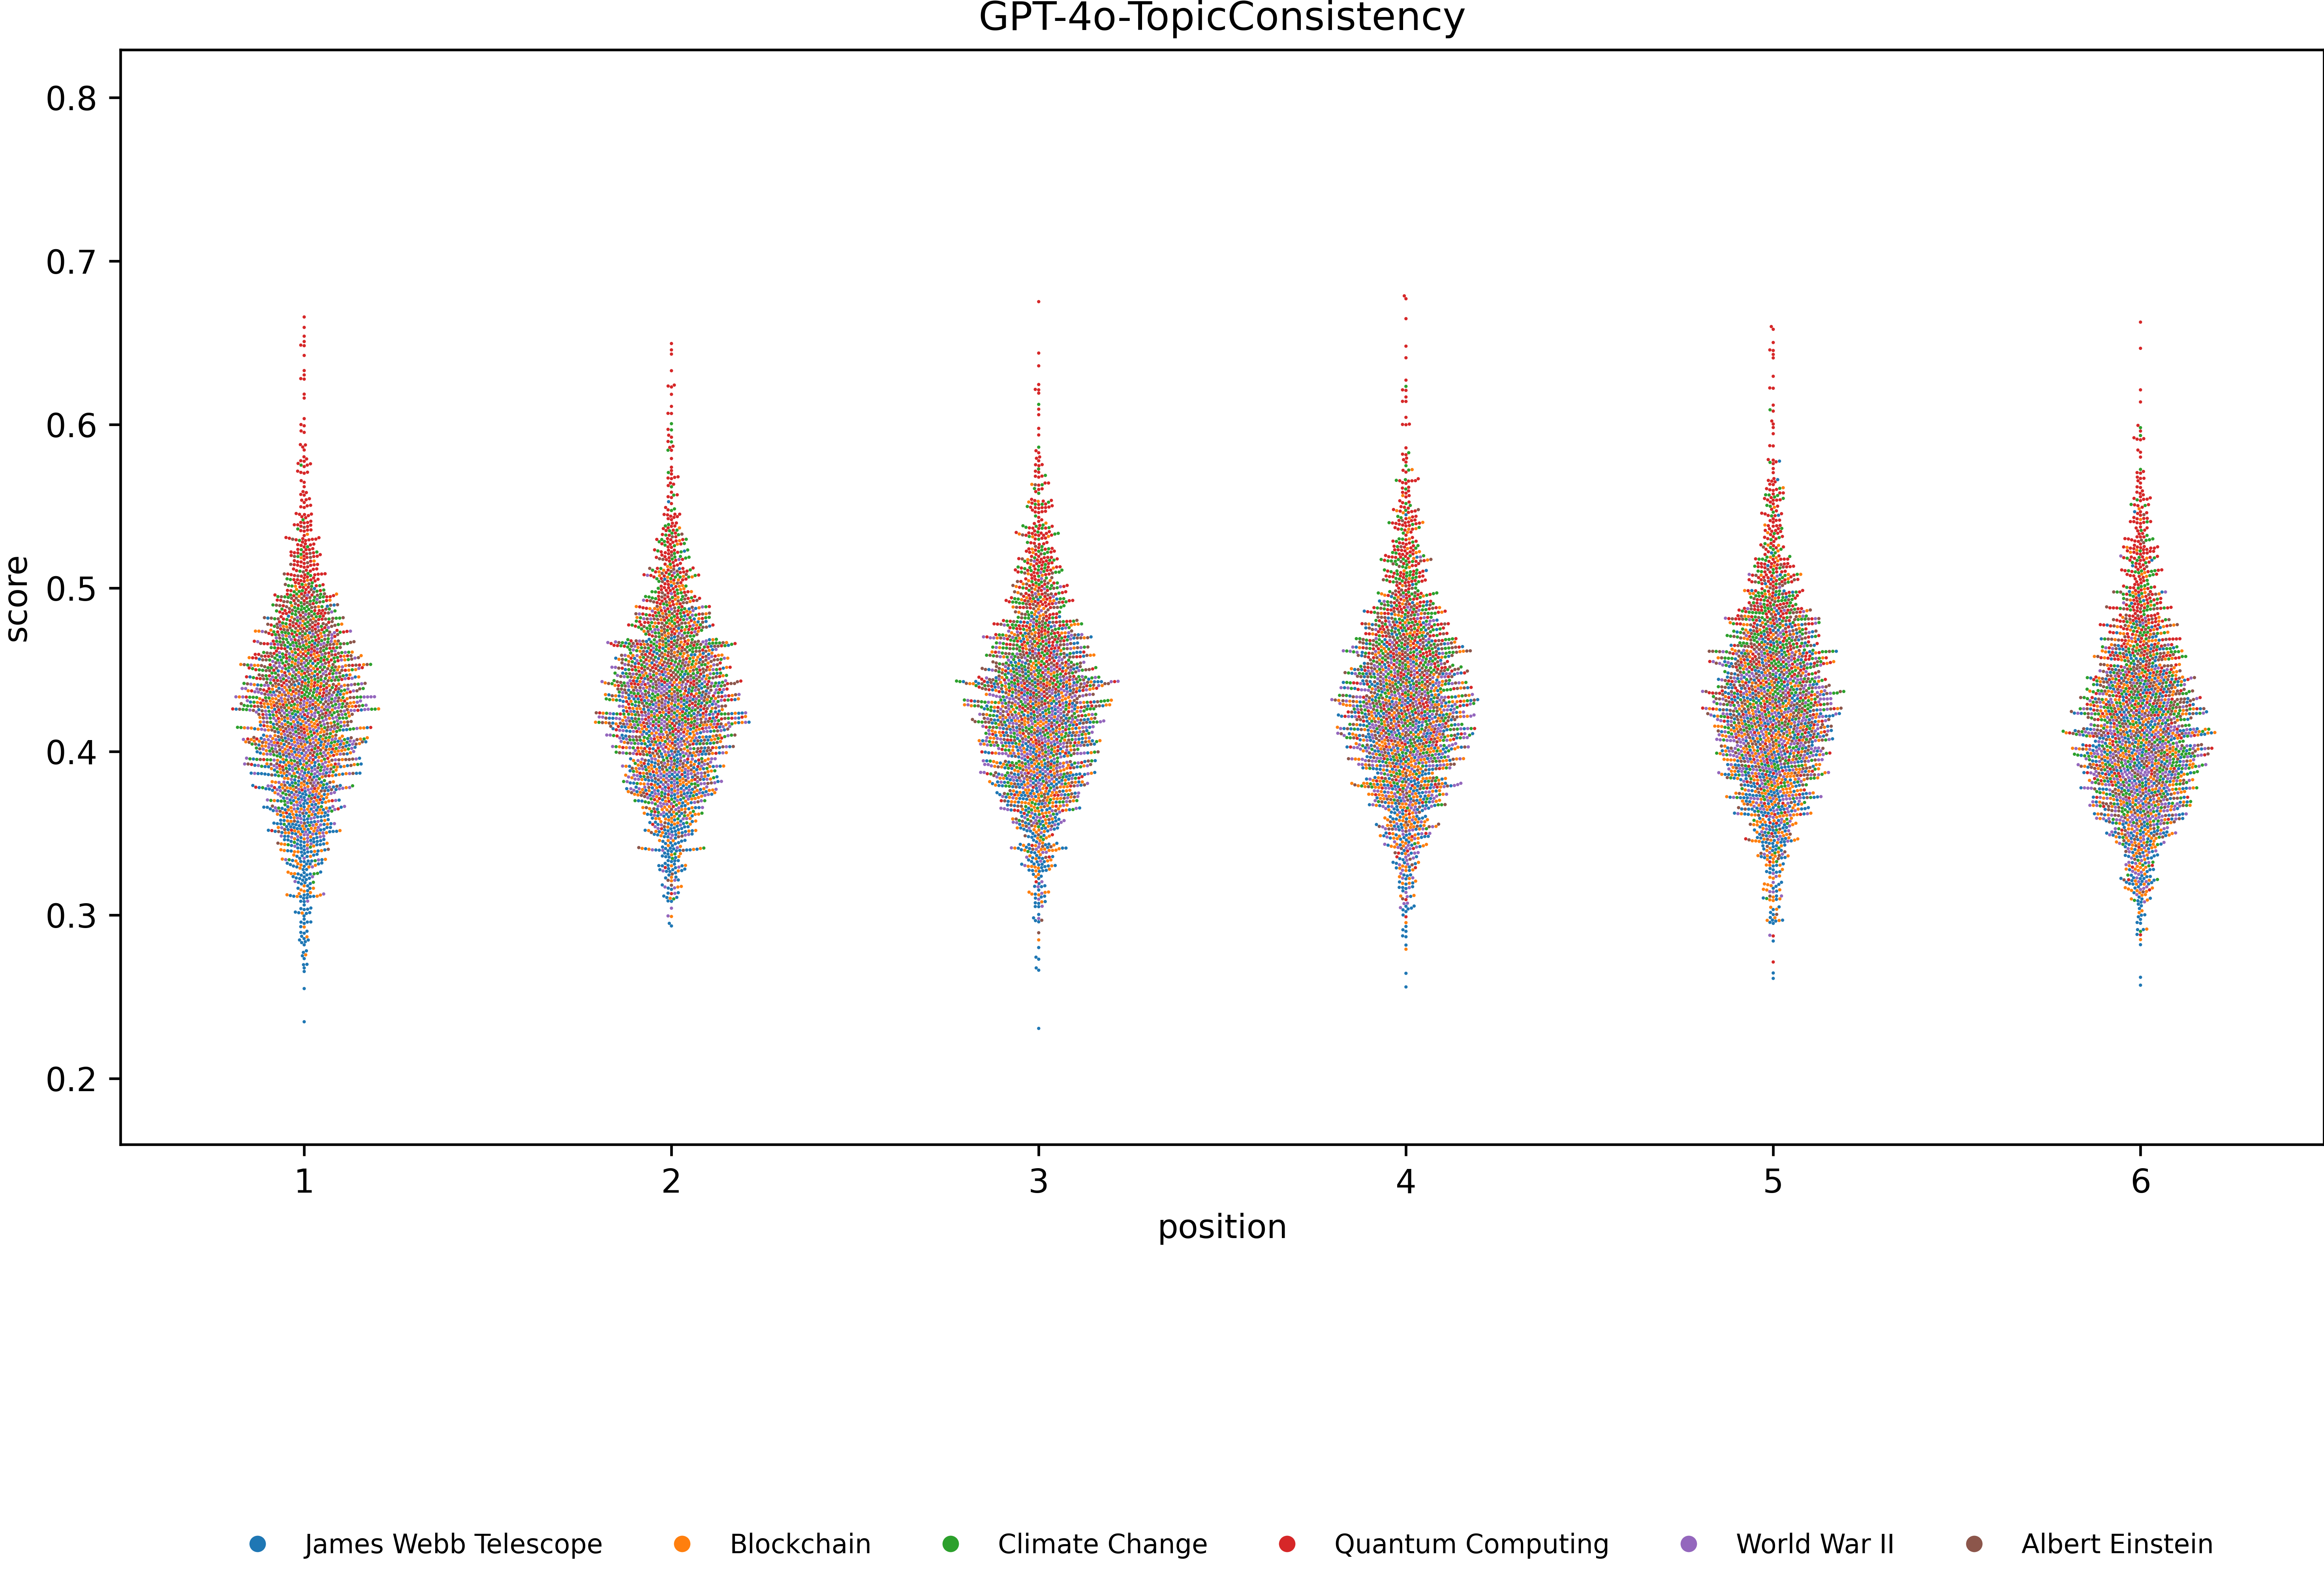 GPT-4o-TopicConsistency
score
0.8
0.7
0.6
0.5
0.4
0.3
0.2
1 2 3 4 5 6
position
James Webb Telescope Blockchain Climate Change Quantum Computing World War II Albert Einstein